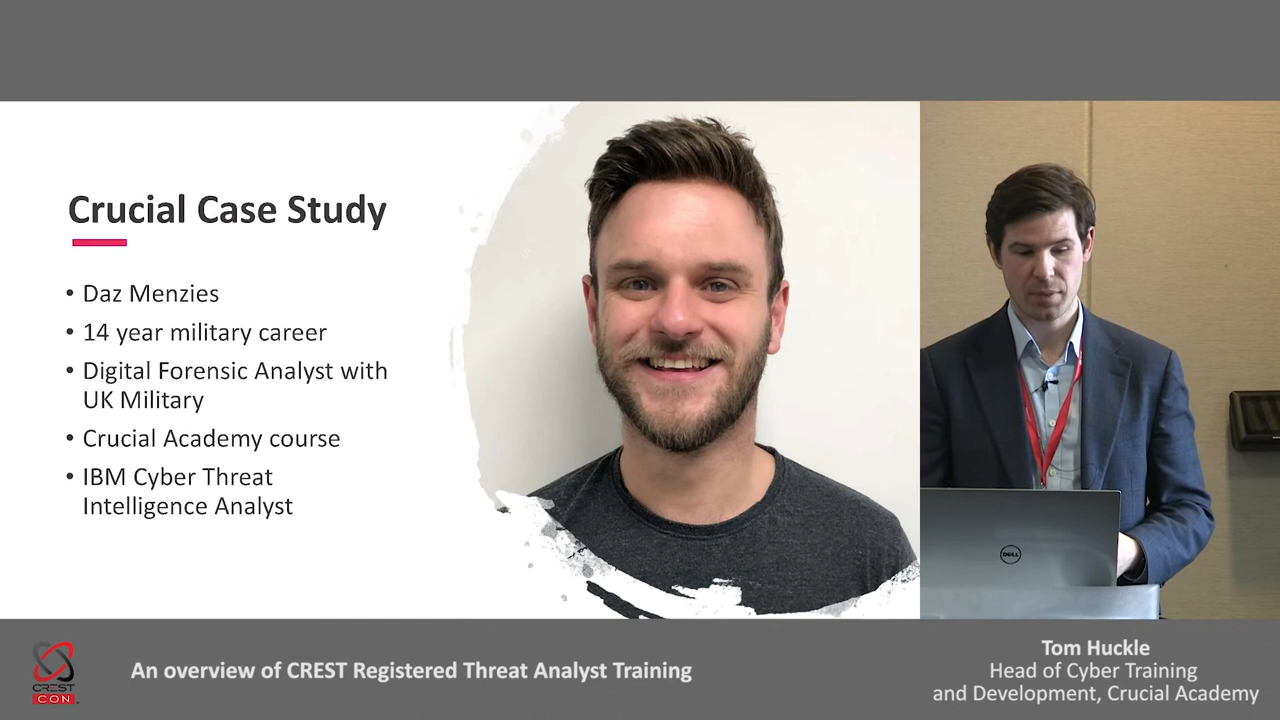 Crucial Case Study
• Daz Menzies
• 14 year military career
• Digital Forensic Analyst with
UK Military
• Crucial Academy course
• IBM Cyber Threat
Intelligence Analyst
DELL
CREST
CON
An overview of CREST Registered Threat Analyst Training
Tom Huckle
Head of Cyber Training
and Development, Crucial Academy